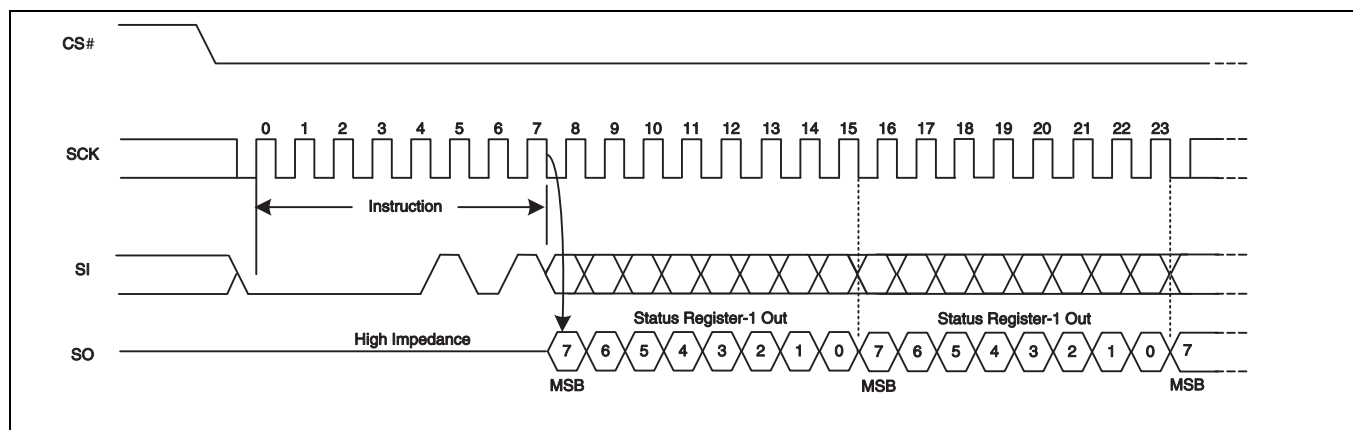 CS#
0 1 2 3 4 5 6 7 8 9 10 11 12 13 14 15 16 17 18 19 20 21 22 23
SCK
Instruction
SI
Status Register-1 Out Status Register-1 Out
High Impedance
SO
7 6 5 4 3 2 1 0 7 6 5 4 3 2 1 0 7
MSB MSB MSB